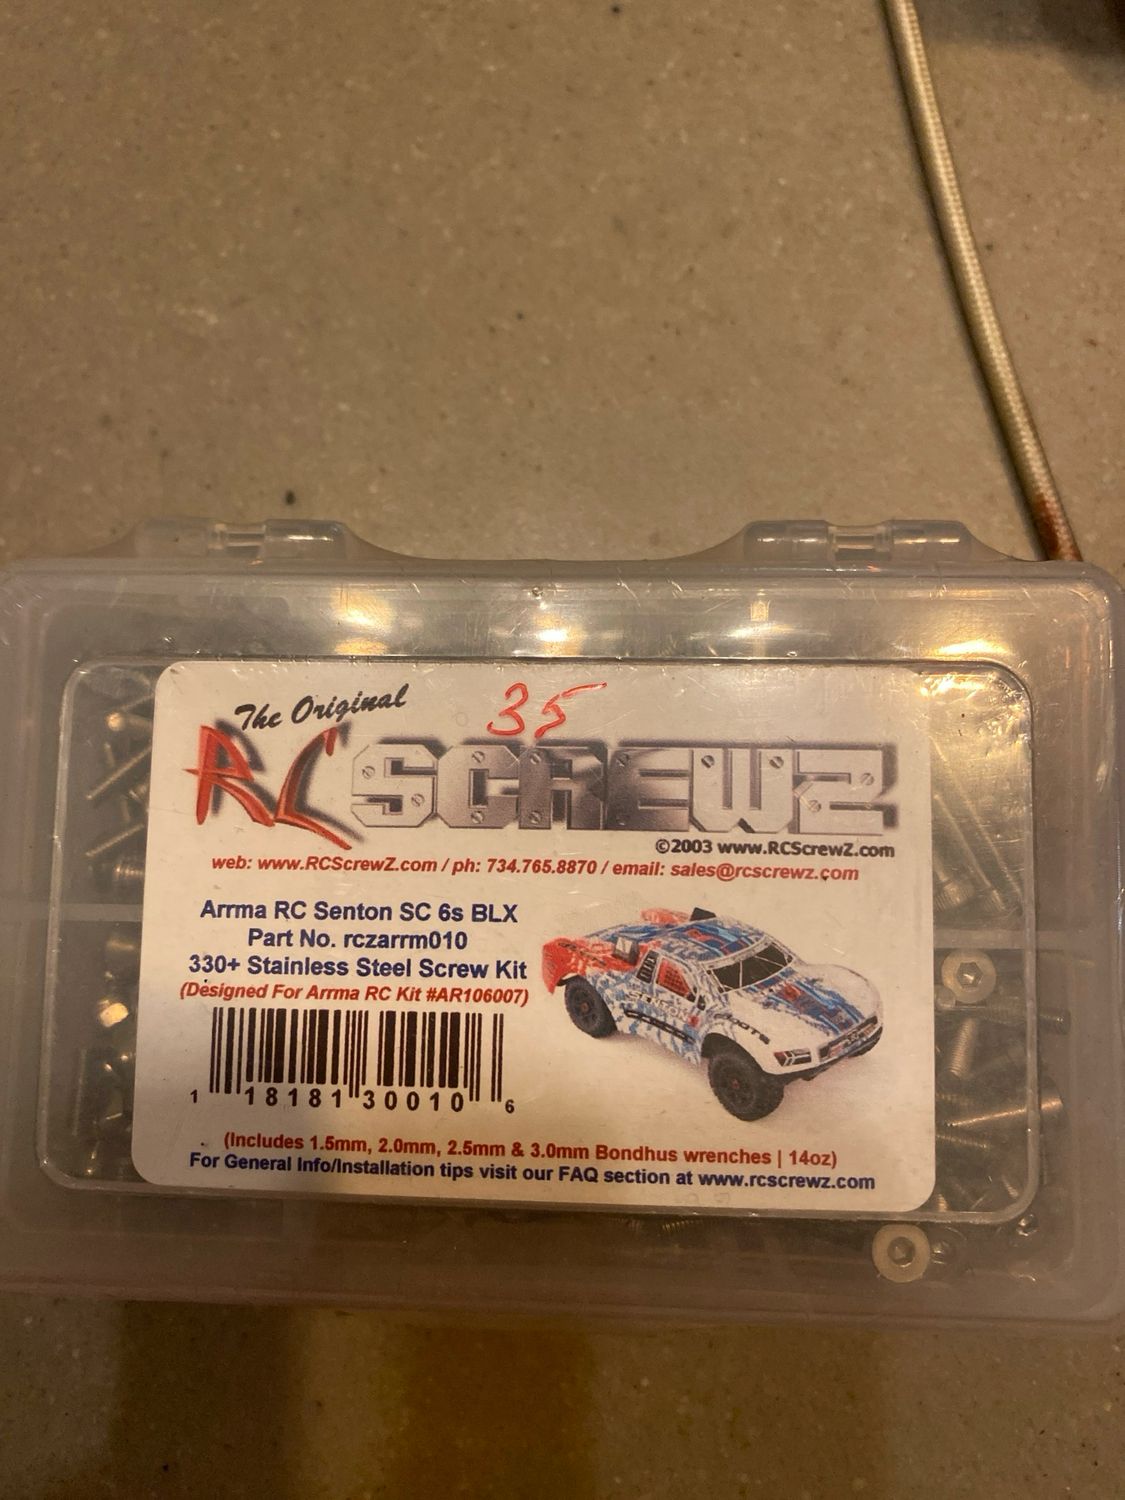 The Original
35
RC SCREWZ
©2003 www.RCScrewZ.com
web: www.RCScrewZ.com / ph: 734.765.8870 / email: sales@rcscrewz.com
Arrma RC Senton SC 6s BLX
Part No. rczarrm010
330+ Stainless Steel Screw Kit
(Designed For Arrma RC Kit #AR106007)
SENTON
1 18181 30010 6
(Includes 1.5mm, 2.0mm, 2.5mm & 3.0mm Bondhus wrenches | 14oz)
For General Info/Installation tips visit our FAQ section at www.rcscrewz.com